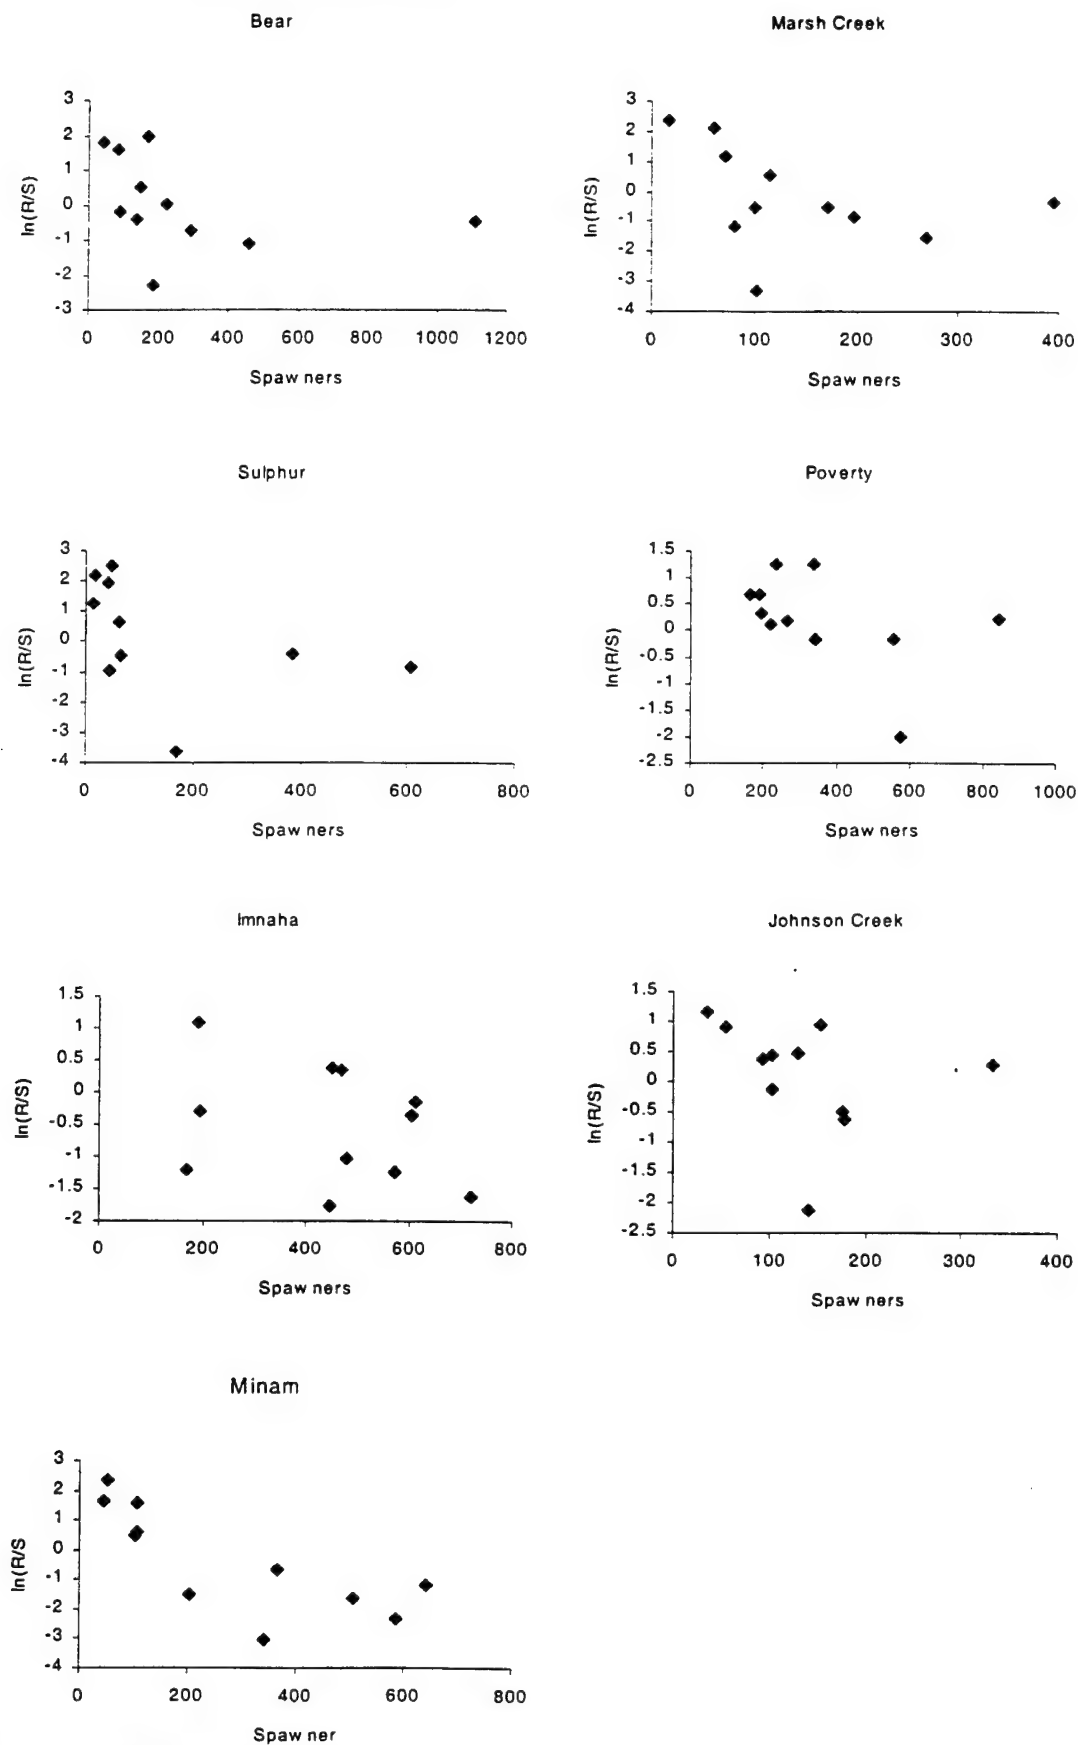 Bear
3
2
1
0
-1
-2
-3
ln(R/S)
0 200 400 600 800 1000 1200
Spaw ners
Marsh Creek
3
2
1
0
-1
-2
-3
-4
ln(R/S)
0 100 200 300 400
Spaw ners
Sulphur
3
2
1
0
-1
-2
-3
-4
ln(R/S)
0 200 400 600 800
Spaw ners
Poverty
1.5
1
0.5
0
-0.5
-1
-1.5
-2
-2.5
ln(R/S)
0 200 400 600 800 1000
Spaw ners
Imnaha
1.5
1
0.5
0
-0.5
-1
-1.5
-2
ln(R/S)
0 200 400 600 800
Spaw ners
Johnson Creek
1.5
1
0.5
0
-0.5
-1
-1.5
-2
-2.5
ln(R/S)
0 100 200 300 400
Spaw ners
Minam
3
2
1
0
-1
-2
-3
-4
ln(R/S
0 200 400 600 800
Spaw ner